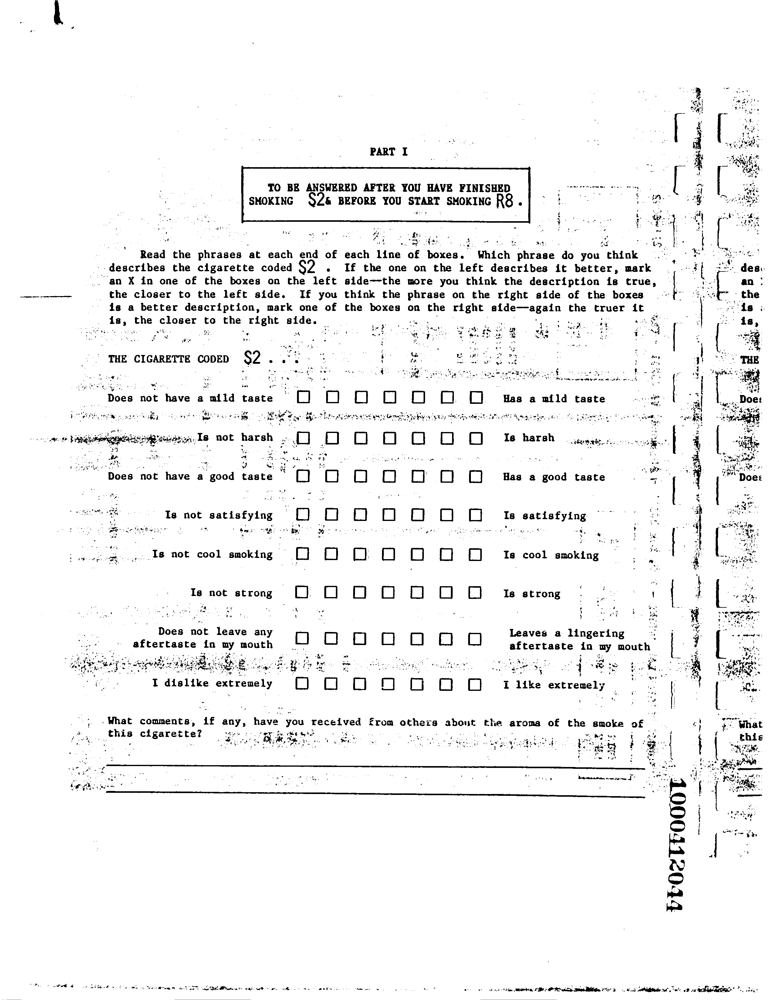 PART I
TO BE ANSWERED AFTER YOU HAVE FINISHED
SMOKING S2& BEFORE YOU START SMOKING R8.
Read the phrases at each end of each line of boxes. Which phrase do you think
describes the cigarette coded S2 . If the one on the left describes it better, mark
an X in one of the boxes on the left side--the more you think the description is true,
the closer to the left side. If you think the phrase on the right side of the boxes
is a better description, mark one of the boxes on the right side--again the truer it
is, the closer to the right side.
THE CIGARETTE CODED S2 . . .
Does not have a mild taste Has a mild taste
Is not harsh Is harsh
Does not have a good taste Has a good taste
Is not satisfying Is satisfying
Is not cool smoking Is cool smoking
Is not strong Is strong
Does not leave any Leaves a lingering
aftertaste in my mouth aftertaste in my mouth
I dislike extremely I like extremely
What comments, if any, have you received from others about the aroma of the smoke of
this cigarette?
des
an
the
is
is,
THE
Does
Does
What
this
1000412044